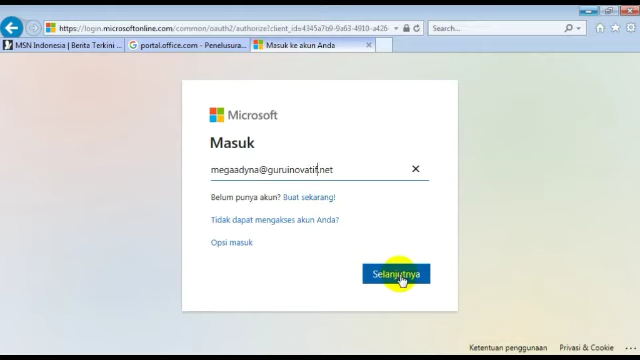 https://login.microsoftonline.com/common/oauth2/authorize?client_id=4345a7b9-9a63-4910-a426
Search...
MSN Indonesia | Berita Terkini ...
portal.office.com - Penelusura...
Masuk ke akun Anda
Microsoft
Masuk
megaadyna@guruinovatif.net
Belum punya akun? Buat sekarang!
Tidak dapat mengakses akun Anda?
Opsi masuk
Selanjutnya
Ketentuan penggunaan Privasi & Cookie ...